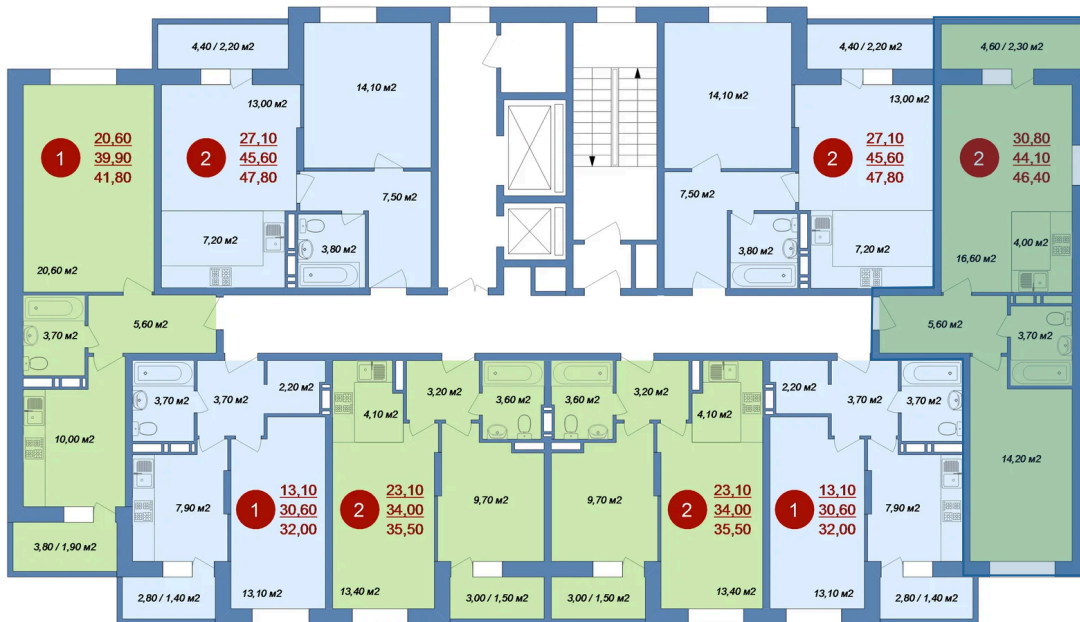 4,40 / 2,20 м2
14,10 м2
13,00 м2
1
20,60
39,90
41,80
2
27,10
45,60
47,80
7,50 м2
7,20 м2
3,80 м2
20,60 м2
14,10 м2
4,40 / 2,20 м2
13,00 м2
2
27,10
45,60
47,80
7,50 м2
3,80 м2
7,20 м2
4,60 / 2,30 м2
2
30,80
44,10
46,40
4,00 м2
16,60 м2
3,70 м2
5,60 м2
10,00 м2
3,80 / 1,90 м2
3,70 м2
3,70 м2
2,20 м2
7,90 м2
1
13,10
30,60
32,00
2,80 / 1,40 м2
13,10 м2
4,10 м2
3,20 м2
3,60 м2
2
23,10
34,00
35,50
9,70 м2
13,40 м2
3,00 / 1,50 м2
3,60 м2
3,20 м2
4,10 м2
9,70 м2
2
23,10
34,00
35,50
3,00 / 1,50 м2
13,40 м2
2,20 м2
3,70 м2
3,70 м2
1
13,10
30,60
32,00
7,90 м2
13,10 м2
2,80 / 1,40 м2
5,60 м2
3,70 м2
14,20 м2